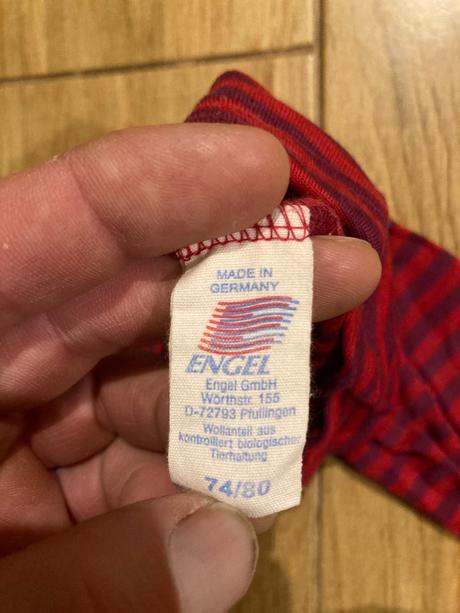 MADE IN
GERMANY
ENGEL
Engel GmbH
Wörthstr. 155
D-72793 Pfullingen
Wollanteil aus
kontrolliert biologischer
Tierhaltung
74/80